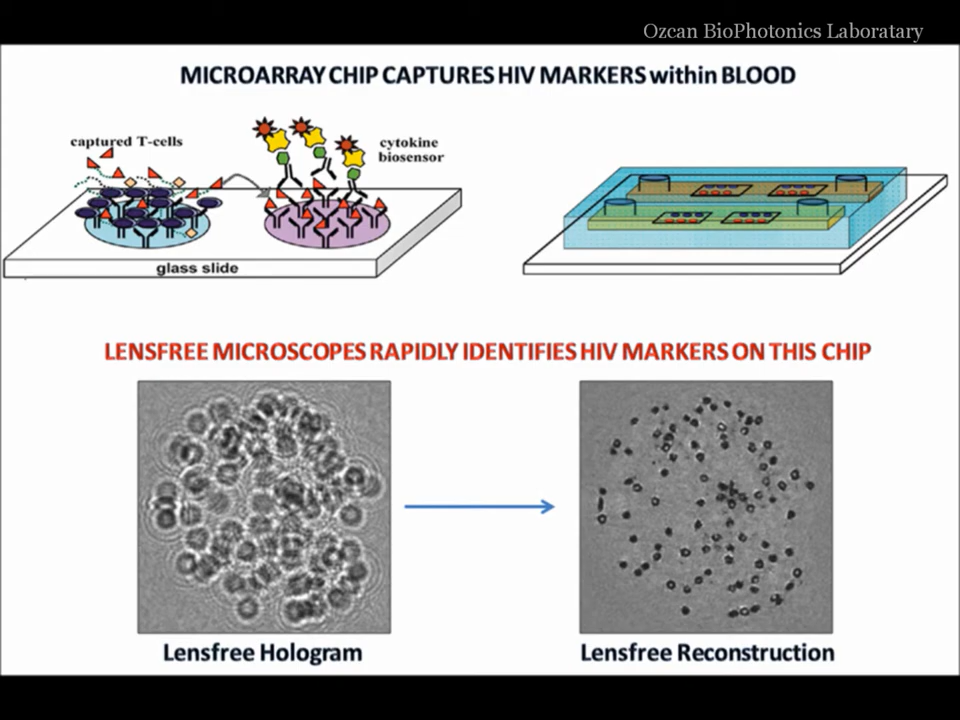 Ozcan BioPhotonics Laboratary
MICROARRAY CHIP CAPTURES HIV MARKERS within BLOOD
captured T-cells
cytokine
biosensor
glass slide
LENSFREE MICROSCOPES RAPIDLY IDENTIFIES HIV MARKERS ON THIS CHIP
Lensfree Hologram
Lensfree Reconstruction